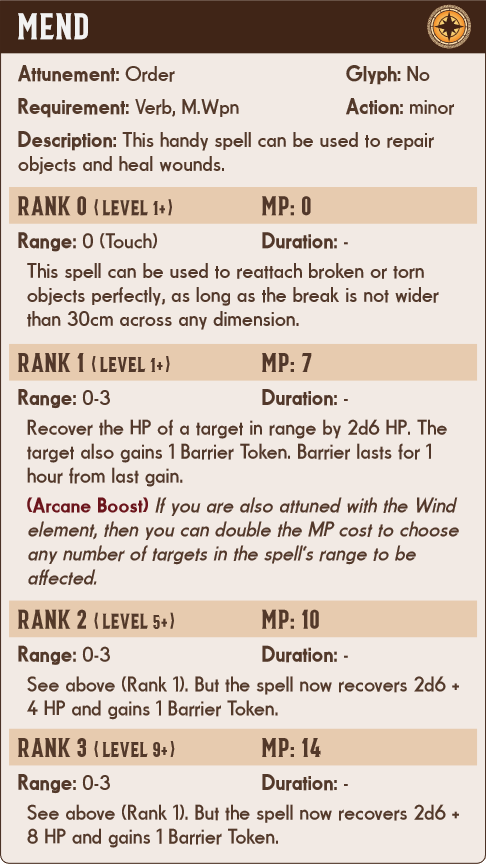 MEND
Attunement: Order Glyph: No
Requirement: Verb, M.Wpn Action: minor
Description: This handy spell can be used to repair
objects and heal wounds.
RANK 0 (LEVEL 1+) MP: 0
Range: 0 (Touch) Duration: -
This spell can be used to reattach broken or torn
objects perfectly, as long as the break is not wider
than 30cm across any dimension.
RANK 1 (LEVEL 1+) MP: 7
Range: 0-3 Duration: -
Recover the HP of a target in range by 2d6 HP. The
target also gains 1 Barrier Token. Barrier lasts for 1
hour from last gain.
(Arcane Boost) If you are also attuned with the Wind
element, then you can double the MP cost to choose
any number of targets in the spell's range to be
affected.
RANK 2 (LEVEL 5+) MP: 10
Range: 0-3 Duration: -
See above (Rank 1). But the spell now recovers 2d6 +
4 HP and gains 1 Barrier Token.
RANK 3 (LEVEL 9+) MP: 14
Range: 0-3 Duration: -
See above (Rank 1). But the spell now recovers 2d6 +
8 HP and gains 1 Barrier Token.